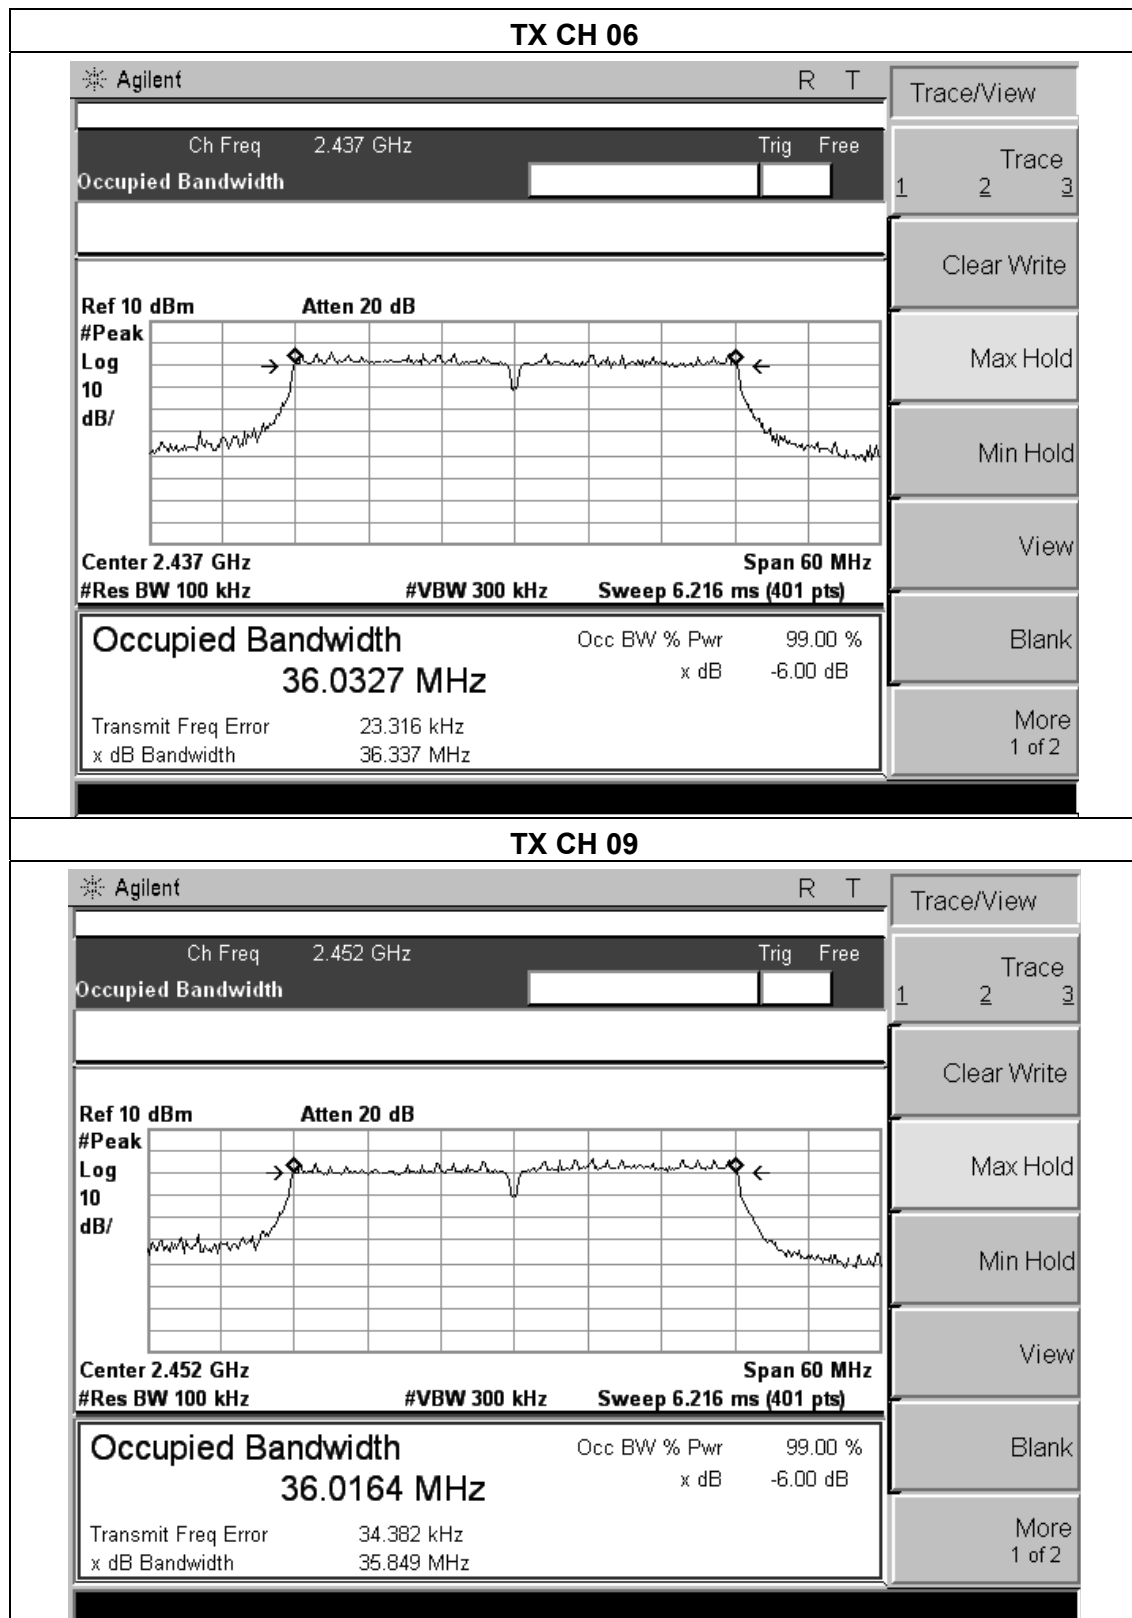 TX CH 06
Agilent R T
Trace/View
Ch Freq 2.437 GHz Trig Free
Occupied Bandwidth
Trace
1 2 3
Clear Write
Ref 10 dBm Atten 20 dB
#Peak
Log
10
dB/
Max Hold
Min Hold
View
Center 2.437 GHz Span 60 MHz
#Res BW 100 kHz #VBW 300 kHz Sweep 6.216 ms (401 pts)
Occupied Bandwidth Occ BW % Pwr 99.00 %
36.0327 MHz x dB -6.00 dB
Blank
Transmit Freq Error 23.316 kHz
x dB Bandwidth 36.337 MHz
More
1 of 2
TX CH 09
Agilent R T
Trace/View
Ch Freq 2.452 GHz Trig Free
Occupied Bandwidth
Trace
1 2 3
Clear Write
Ref 10 dBm Atten 20 dB
#Peak
Log
10
dB/
Max Hold
Min Hold
View
Center 2.452 GHz Span 60 MHz
#Res BW 100 kHz #VBW 300 kHz Sweep 6.216 ms (401 pts)
Occupied Bandwidth Occ BW % Pwr 99.00 %
36.0164 MHz x dB -6.00 dB
Blank
Transmit Freq Error 34.382 kHz
x dB Bandwidth 35.849 MHz
More
1 of 2